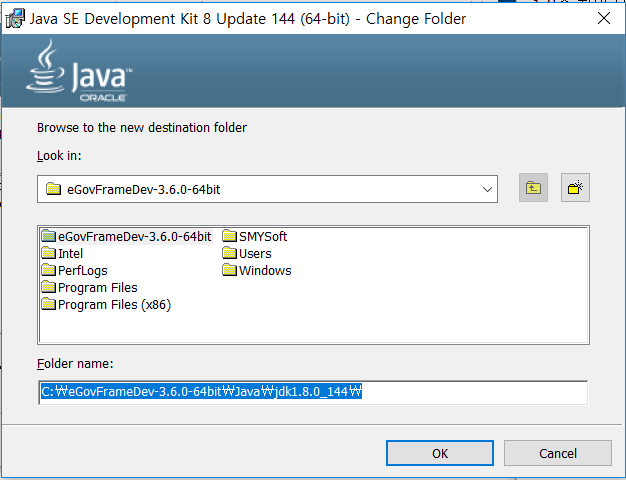 Java SE Development Kit 8 Update 144 (64-bit) - Change Folder
Java™
ORACLE
Browse to the new destination folder
Look in:
eGovFrameDev-3.6.0-64bit
eGovFrameDev-3.6.0-64bit
Intel
PerfLogs
Program Files
Program Files (x86)
SMYSoft
Users
Windows
Folder name:
C:₩eGovFrameDev-3.6.0-64bit₩Java₩jdk1.8.0_144₩
OK
Cancel